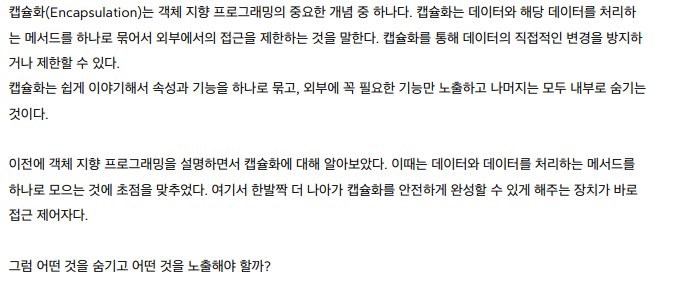 캡슐화(Encapsulation)는 객체 지향 프로그래밍의 중요한 개념 중 하나다. 캡슐화는 데이터와 해당 데이터를 처리하
는 메서드를 하나로 묶어서 외부에서의 접근을 제한하는 것을 말한다. 캡슐화를 통해 데이터의 직접적인 변경을 방지하
거나 제한할 수 있다.
캡슐화는 쉽게 이야기해서 속성과 기능을 하나로 묶고, 외부에 꼭 필요한 기능만 노출하고 나머지는 모두 내부로 숨기는
것이다.
이전에 객체 지향 프로그래밍을 설명하면서 캡슐화에 대해 알아보았다. 이때는 데이터와 데이터를 처리하는 메서드를
하나로 모으는 것에 초점을 맞추었다. 여기서 한발짝 더 나아가 캡슐화를 안전하게 완성할 수 있게 해주는 장치가 바로
접근 제어자다.
그럼 어떤 것을 숨기고 어떤 것을 노출해야 할까?